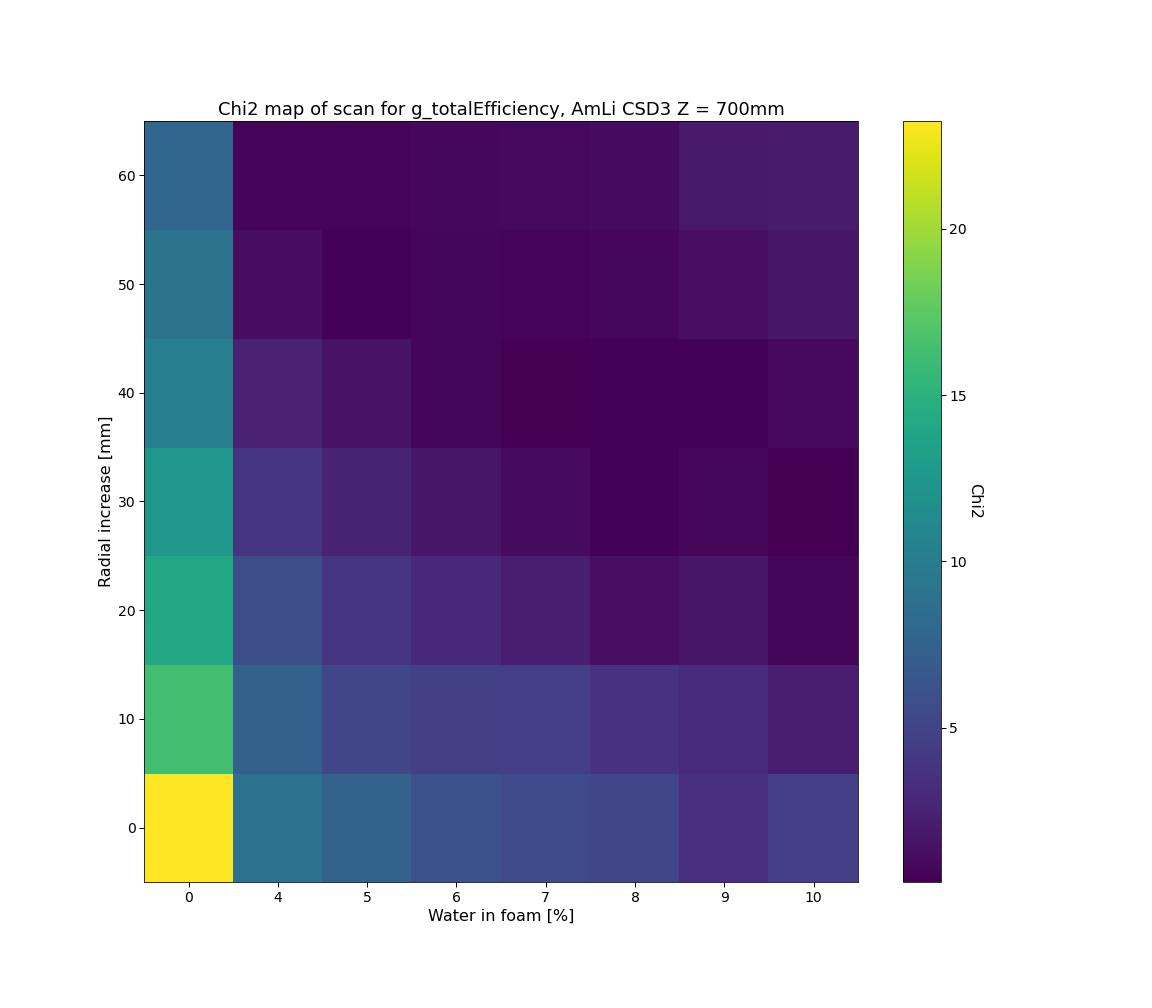 Chi2 map of scan for g_totalEfficiency, AmLi CSD3 Z = 700mm
60
50
40
30
20
10
0
Radial increase [mm]
0 4 5 6 7 8 9 10
Water in foam [%]
20
15
10
5
Chi2